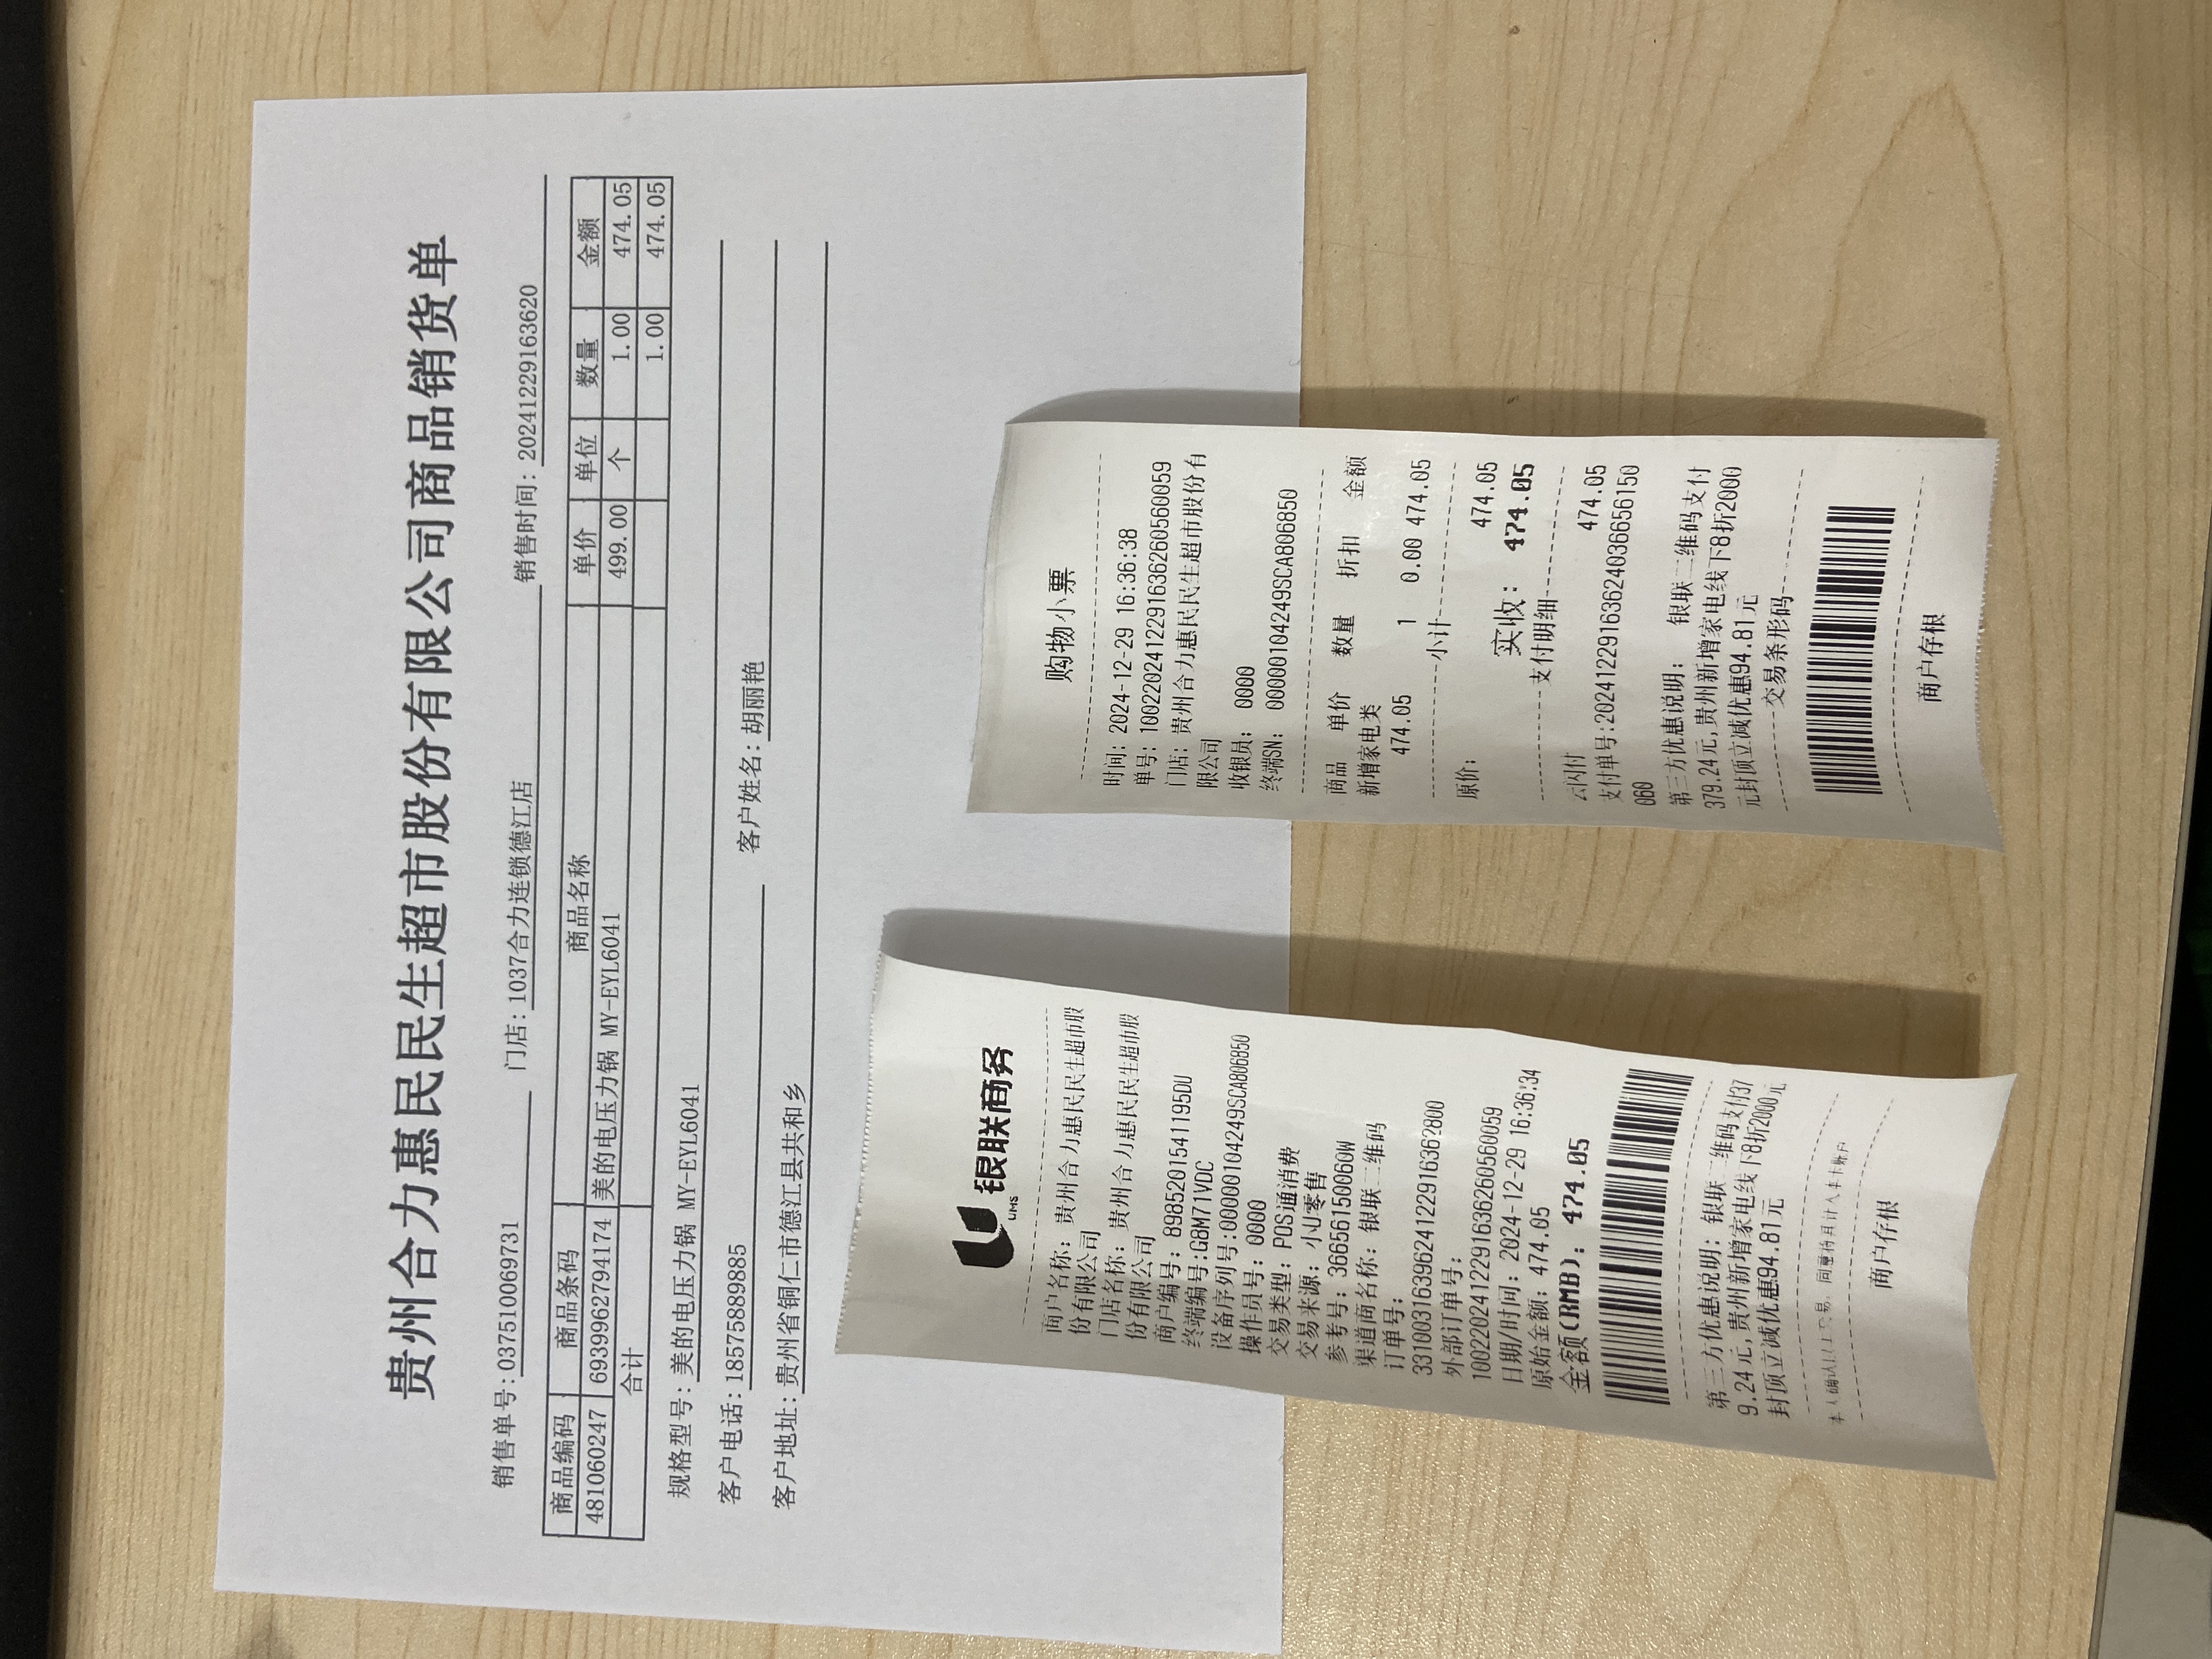 贵州合力惠民民生超市股份有限公司商品销货单
销售单号:037510069731 门店:1037合力连锁德江店 销售时间:20241229163620
商品编码 商品条码 商品名称 单价 单位 数量 金额
481060247 6939962794174 美的电压力锅 MY-EYL6041 499.00 个 1.00 474.05
合计 1.00 474.05
规格型号:美的电压力锅 MY-EYL6041
客户电话:18575889885 客户姓名:胡丽艳
客户地址:贵州省铜仁市德江县共和乡
银联商务
UMS
商户名称: 贵州合力惠民民生超市股
份有限公司
门店名称: 贵州合力惠民民生超市股
份有限公司
商户编号: 89852015541195DU
终端编号:GBM71VDC
设备序列号:00000104249SCA806850
操作员号: 0000
交易类型: POS通消费
交易来源: 小U零售
参考号: 36656150060W
渠道商名称: 银联二维码
订单号:
外部订单号:
10022024122916362605 60059
日期/时间: 2024-12-29 16:36:34
原始金额: 474.05
金额(RMB): 474.05
第三方优惠说明: 银联二维码支付37
9.24元,贵州新增家电线下8折2000元
封顶立减优惠94.81元
商户存根
购物小票
时间: 2024-12-29 16:36:38
单号: 10022024122916362605 60059
门店: 贵州合力惠民民生超市股份有
限公司
收银员: 0000
终端SN: 00000104249SCA806850
商品 单价 数量 折扣 金额
新增家电类
474.05 1 0.00 474.05
小计
原价: 474.05
实收: 474.05
支付明细
云闪付 474.05
支付单号:20241229163624036656150
060
第三方优惠说明: 银联二维码支付
379.24元,贵州新增家电线下8折2000
元封顶立减优惠94.81元
交易条形码
商户存根